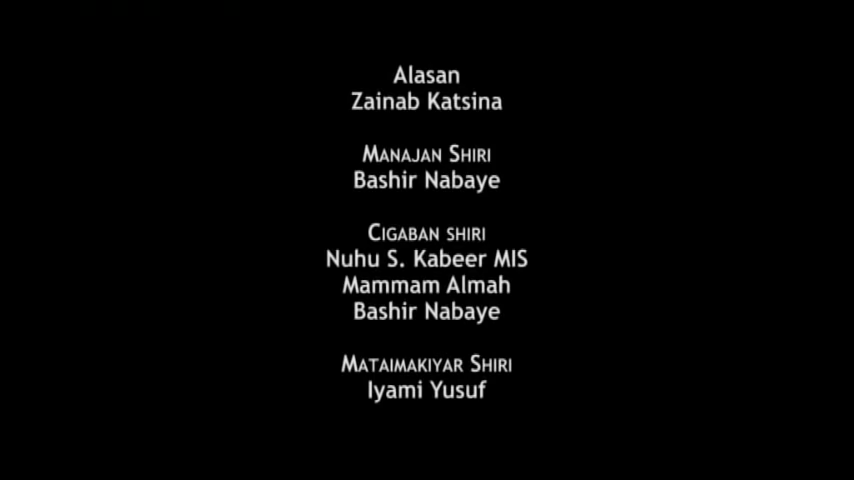 Alasan
Zainab Katsina
Manajan Shiri
Bashir Nabaye
Cigaban shiri
Nuhu S. Kabeer MIS
Mammam Almah
Bashir Nabaye
Mataimakiyar Shiri
Iyami Yusuf